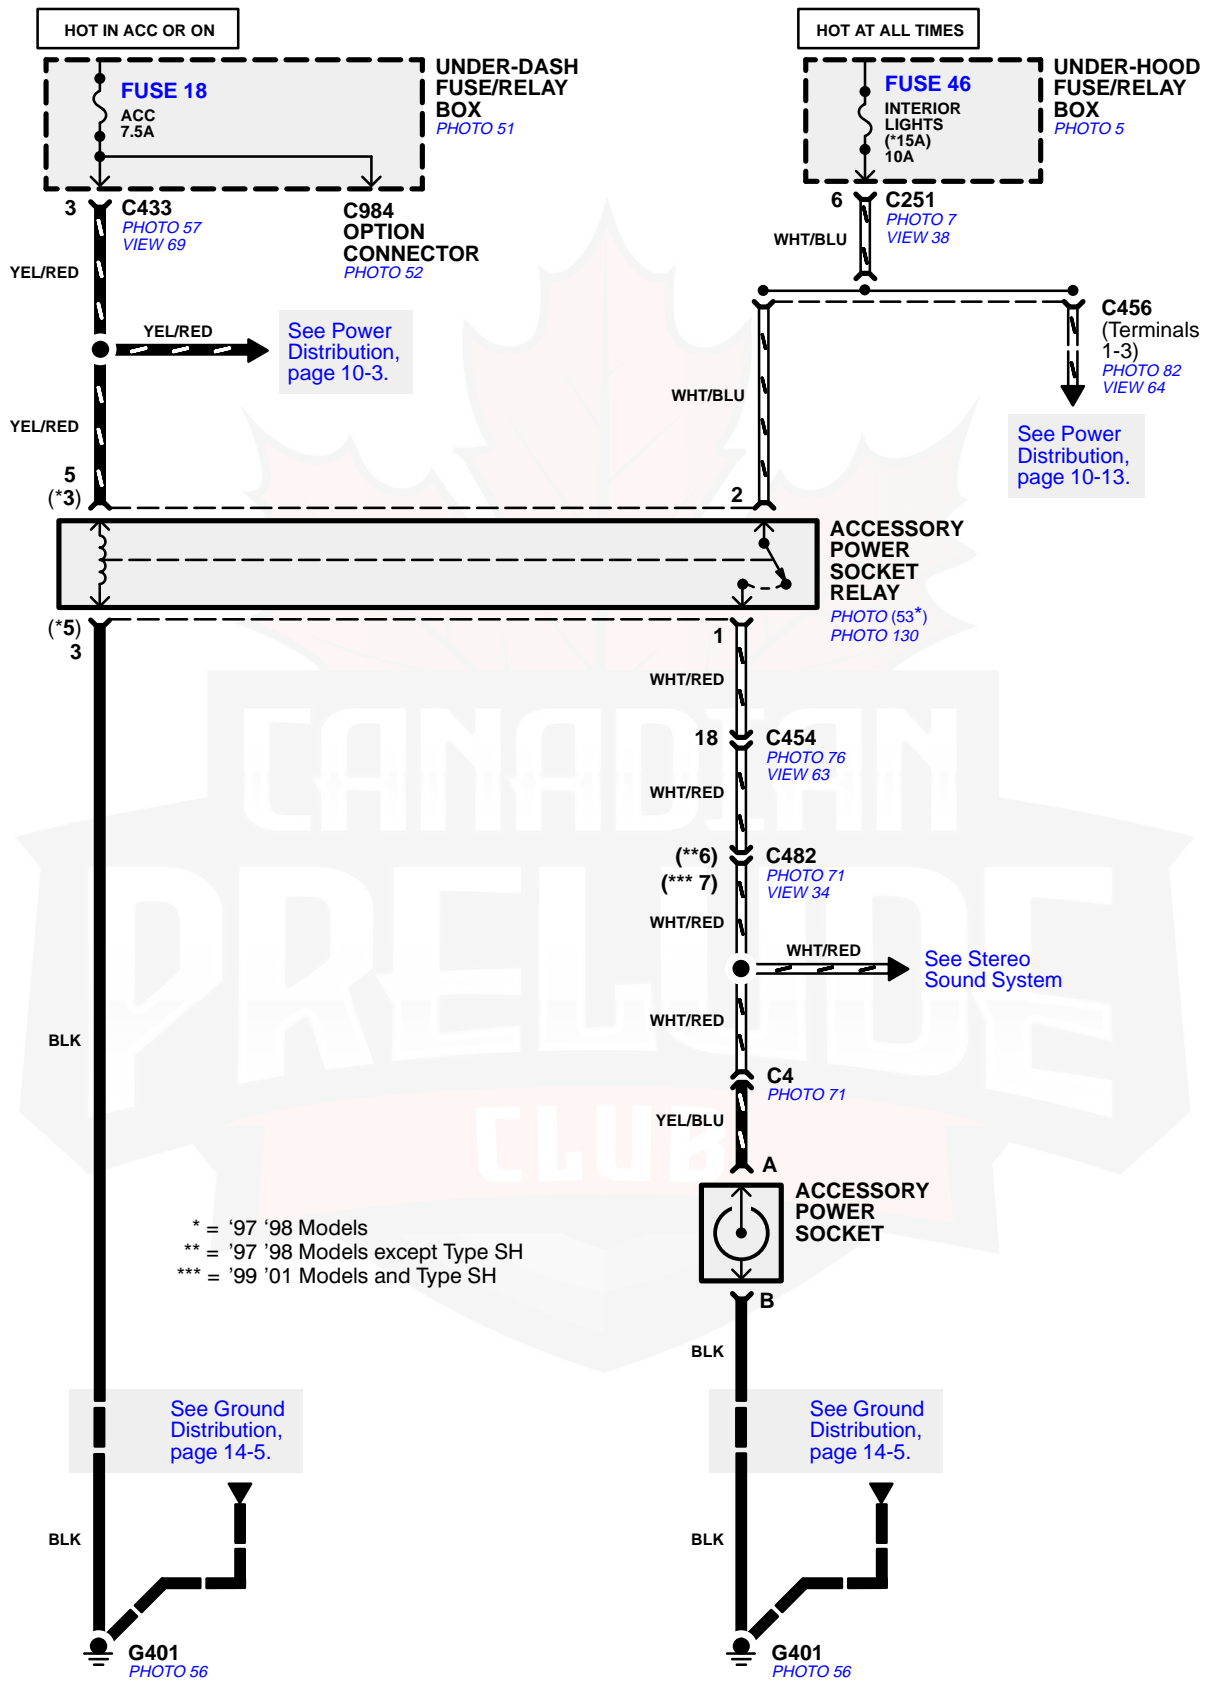 HOT IN ACC OR ON
FUSE 18
ACC
7.5A
UNDER-DASH
FUSE/RELAY
BOX
PHOTO 51
HOT AT ALL TIMES
FUSE 46
INTERIOR
LIGHTS
(*15A)
10A
UNDER-HOOD
FUSE/RELAY
BOX
PHOTO 5
3
C433
PHOTO 57
VIEW 69
C984
OPTION
CONNECTOR
PHOTO 52
6
C251
PHOTO 7
VIEW 38
WHT/BLU
YEL/RED
YEL/RED
See Power
Distribution,
page 10-3.
C456
(Terminals
1-3)
PHOTO 82
VIEW 64
WHT/BLU
YEL/RED
See Power
Distribution,
page 10-13.
5
(*3)
2
ACCESSORY
POWER
SOCKET
RELAY
PHOTO (53*)
PHOTO 130
(*5)
3
1
WHT/RED
18
C454
PHOTO 76
VIEW 63
WHT/RED
(**6)
(*** 7)
C482
PHOTO 71
VIEW 34
WHT/RED
WHT/RED
See Stereo
Sound System
WHT/RED
BLK
C4
PHOTO 71
YEL/BLU
A
ACCESSORY
POWER
SOCKET
* = '97 '98 Models
** = '97 '98 Models except Type SH
*** = '99 '01 Models and Type SH
B
BLK
See Ground
Distribution,
page 14-5.
See Ground
Distribution,
page 14-5.
BLK
BLK
G401
PHOTO 56
G401
PHOTO 56
CANADIAN
PRELUDE
CLUB